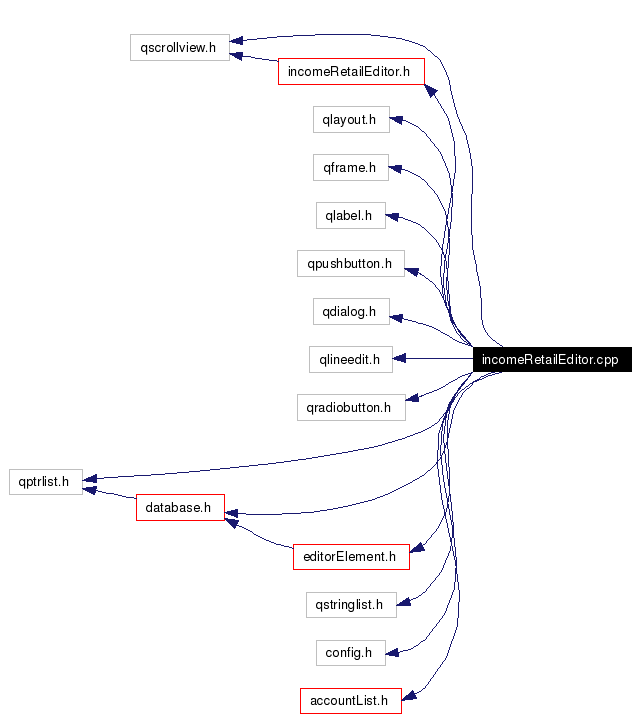 qscrollview.h
incomeRetailEditor.h
qlayout.h
qframe.h
qlabel.h
qpushbutton.h
qdialog.h
incomeRetailEditor.cpp
qlineedit.h
qradiobutton.h
qptrlist.h
database.h
editorElement.h
qstringlist.h
config.h
accountList.h